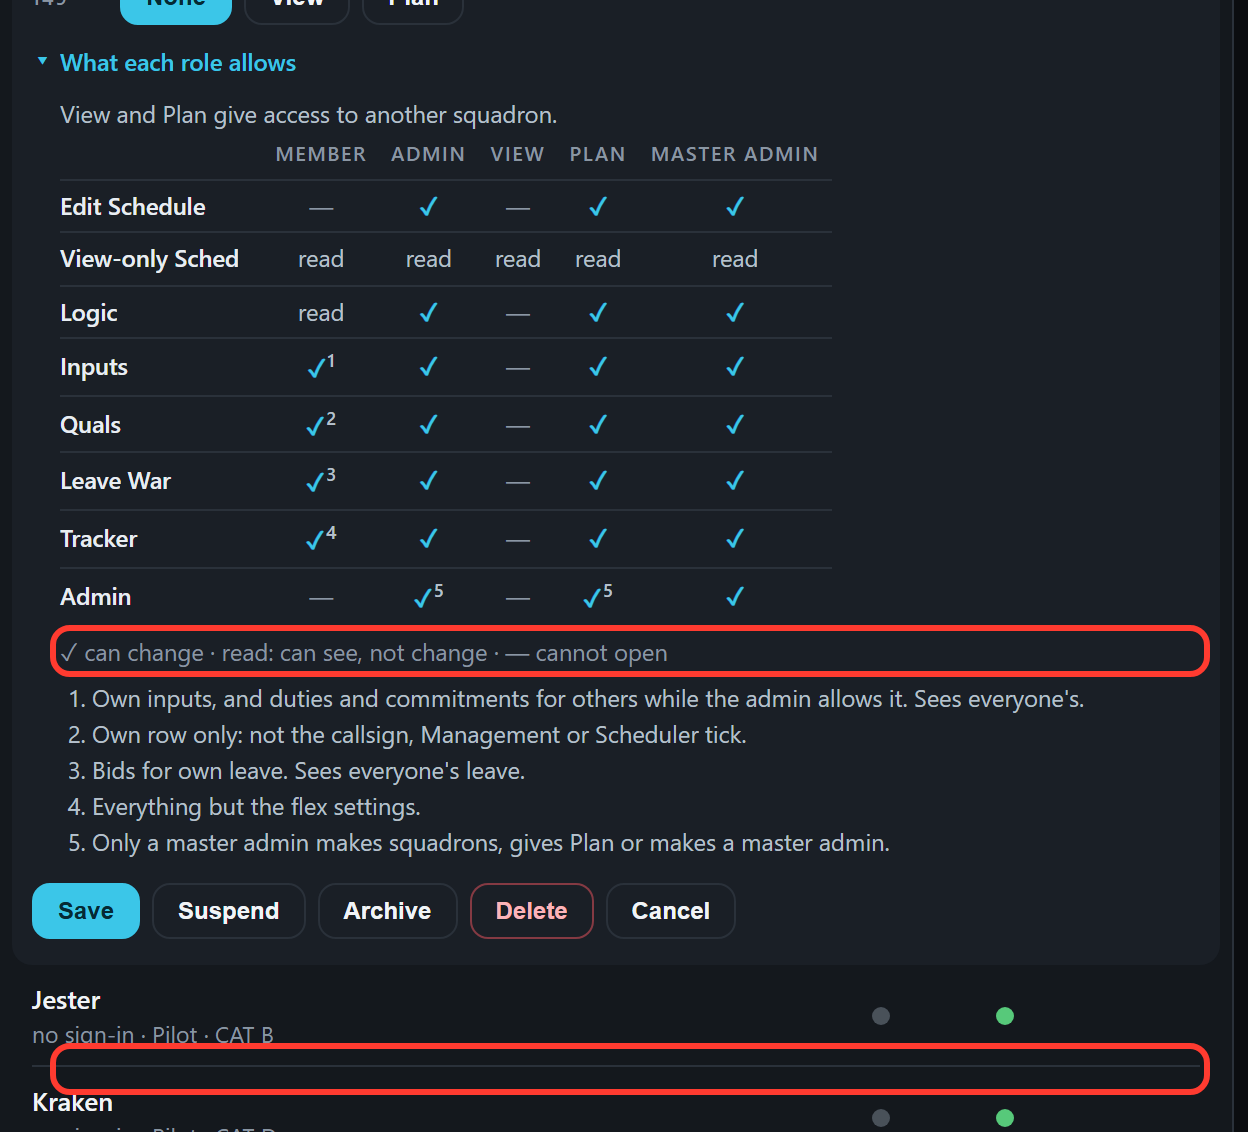 None View Plan
What each role allows
View and Plan give access to another squadron.
MEMBER ADMIN VIEW PLAN MASTER ADMIN
Edit Schedule — ✓ — ✓ ✓
View-only Sched read read read read read
Logic read ✓ — ✓ ✓
Inputs ✓1 ✓ — ✓ ✓
Quals ✓2 ✓ — ✓ ✓
Leave War ✓3 ✓ — ✓ ✓
Tracker ✓4 ✓ — ✓ ✓
Admin — ✓5 — ✓5 ✓
✓ can change · read: can see, not change · — cannot open
1. Own inputs, and duties and commitments for others while the admin allows it. Sees everyone's.
2. Own row only: not the callsign, Management or Scheduler tick.
3. Bids for own leave. Sees everyone's leave.
4. Everything but the flex settings.
5. Only a master admin makes squadrons, gives Plan or makes a master admin.
Save Suspend Archive Delete Cancel
Jester
no sign-in · Pilot · CAT B
Kraken